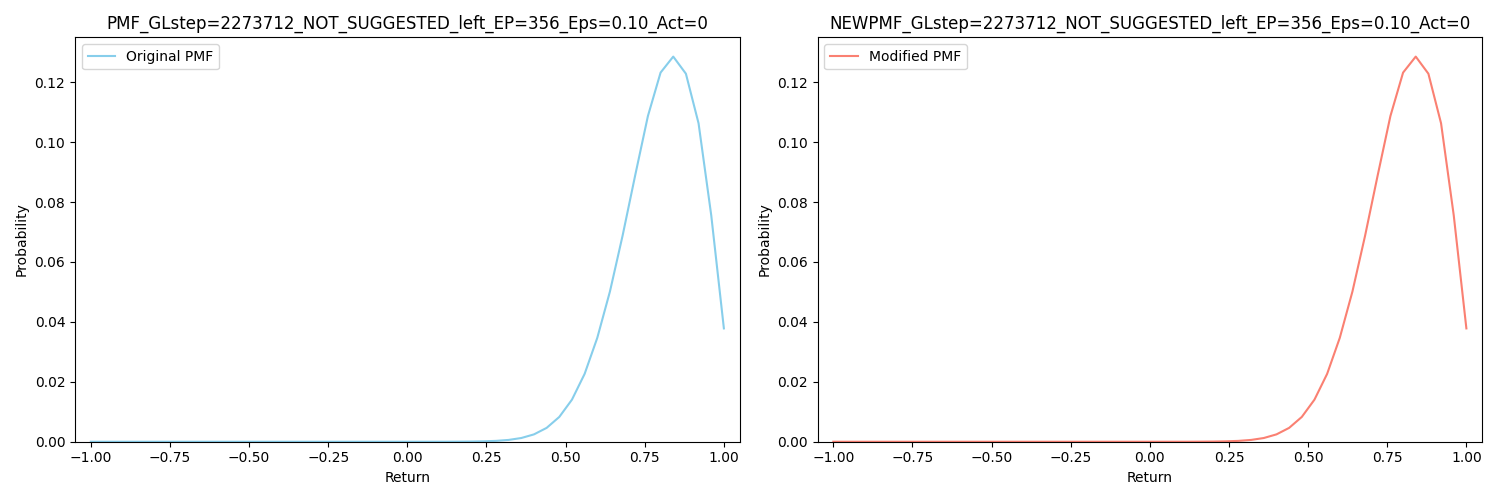 PMF_GLstep=2273712_NOT_SUGGESTED_left_EP=356_Eps=0.10_Act=0
Original PMF
Probability
0.12
0.10
0.08
0.06
0.04
0.02
0.00
−1.00 −0.75 −0.50 −0.25 0.00 0.25 0.50 0.75 1.00
Return
NEWPMF_GLstep=2273712_NOT_SUGGESTED_left_EP=356_Eps=0.10_Act=0
Modified PMF
Probability
0.12
0.10
0.08
0.06
0.04
0.02
0.00
−1.00 −0.75 −0.50 −0.25 0.00 0.25 0.50 0.75 1.00
Return